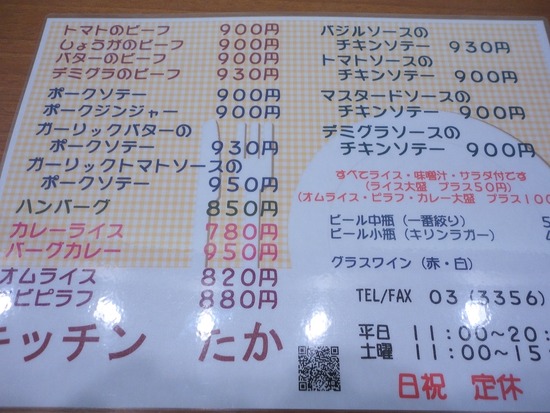 トマトのビーフ 900円
しょうがのビーフ 900円
バターのビーフ 900円
デミグラのビーフ 930円
ポークソテー 900円
ポークジンジャー 900円
ガーリックバターの
ポークソテー 930円
ガーリックトマトソースの
ポークソテー 950円
ハンバーグ 850円
カレーライス 780円
バーグカレー 950円
オムライス 820円
ビピラフ 880円
バジルソースの
チキンソテー 930円
トマトソースの
チキンソテー 900円
マスタードソースの
チキンソテー 900円
デミグラソースの
チキンソテー 900円
すべてライス・味噌汁・サラダ付です
(ライス大盛 プラス50円)
(オムライス・ピラフ・カレー大盛 プラス100
ビール中瓶 (一番絞り) 5
ビール小瓶 (キリンラガー)
グラスワイン (赤・白)
TEL/FAX 03 (3356)
キッチン たか
平日 11:00~20:
土曜 11:00~15
日祝 定休